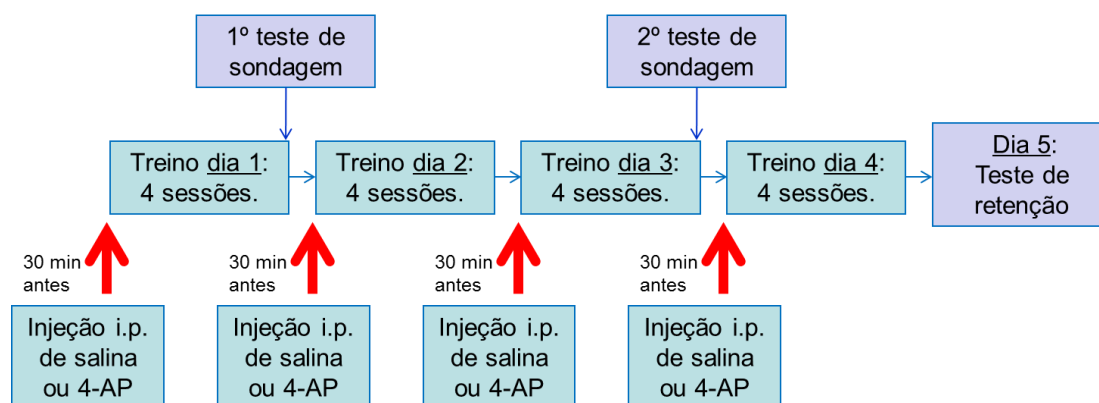 1º teste de
sondagem
2º teste de
sondagem
Treino dia 1:
4 sessões.
Treino dia 2:
4 sessões.
Treino dia 3:
4 sessões.
Treino dia 4:
4 sessões.
Dia 5:
Teste de
retenção
30 min
antes
30 min
antes
30 min
antes
30 min
antes
Injeção i.p.
de salina
ou 4-AP
Injeção i.p.
de salina
ou 4-AP
Injeção i.p.
de salina
ou 4-AP
Injeção i.p.
de salina
ou 4-AP